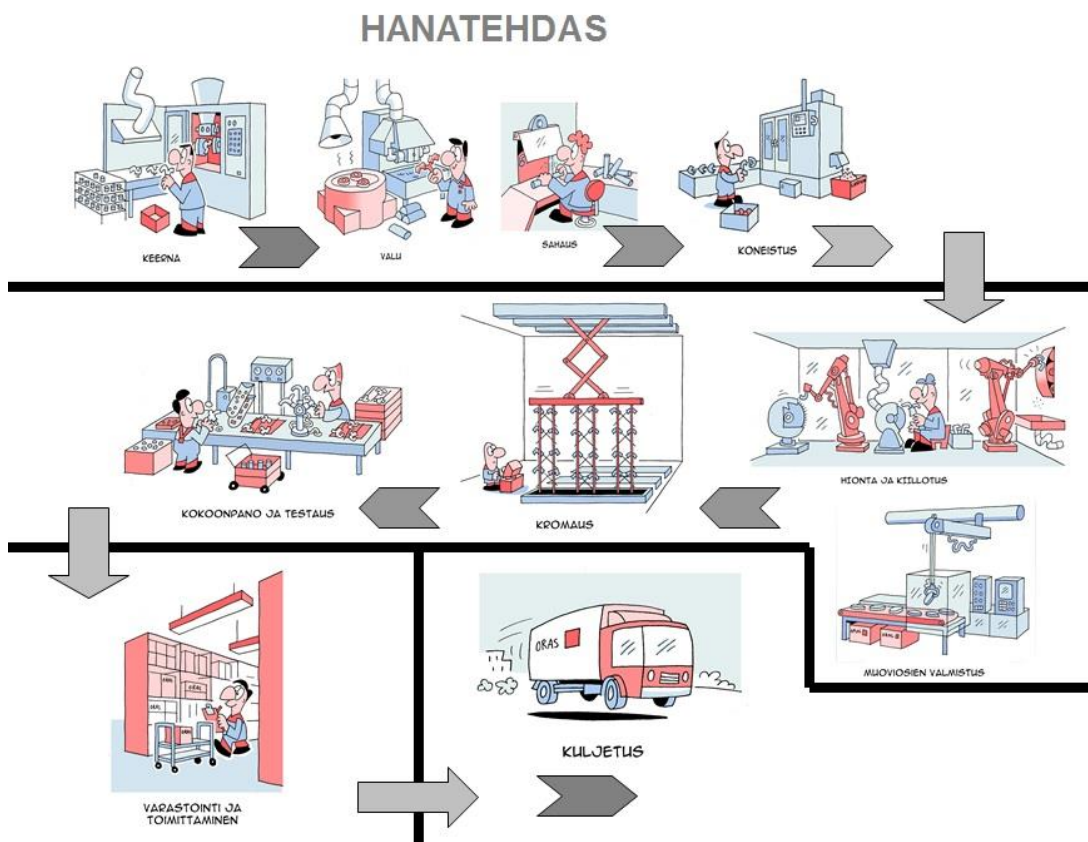 HANATEHDAS
KEERNA
VALU
SAHAUS
KONEISTUS
KOKOONPANO JA TESTAUS
KROMAUS
HIONTA JA KIILLOTUS
MUOVIOSIEN VALMISTUS
ORAS
VARASTOINTI JA
TOIMITTAMINEN
KULJETUS